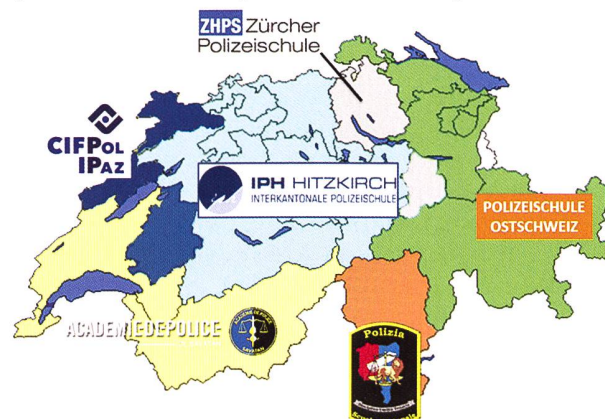 ZHPS Zürcher
Polizeischule
CIFPOL
IPAZ
IPH HITZKIRCH
INTERKANTONALE POLIZEISCHULE
POLIZEISCHULE
OSTSCHWEIZ
ACADEMIE DE POLICE
Polizia